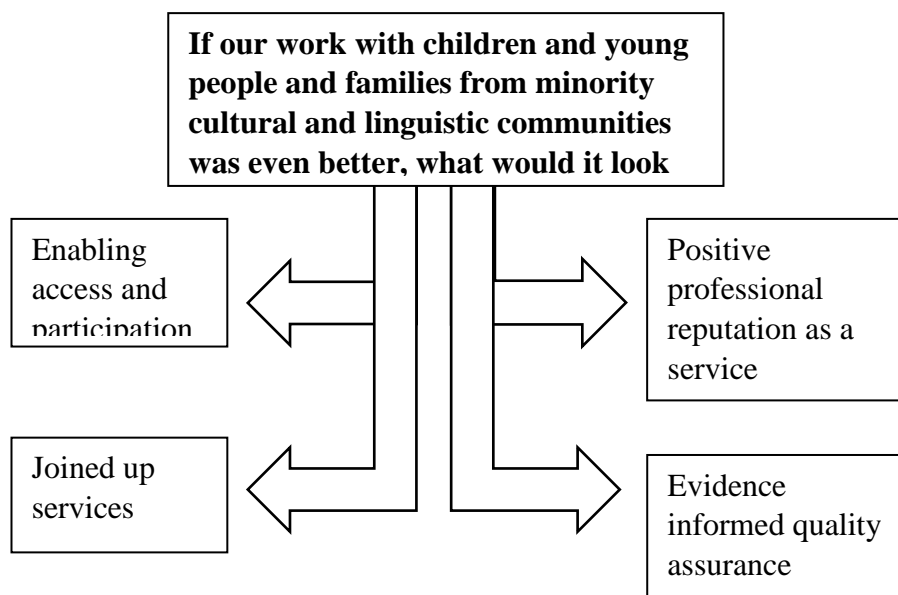 If our work with children and young
people and families from minority
cultural and linguistic communities
was even better, what would it look
Enabling
access and
participation
Positive
professional
reputation as a
service
Joined up
services
Evidence
informed quality
assurance